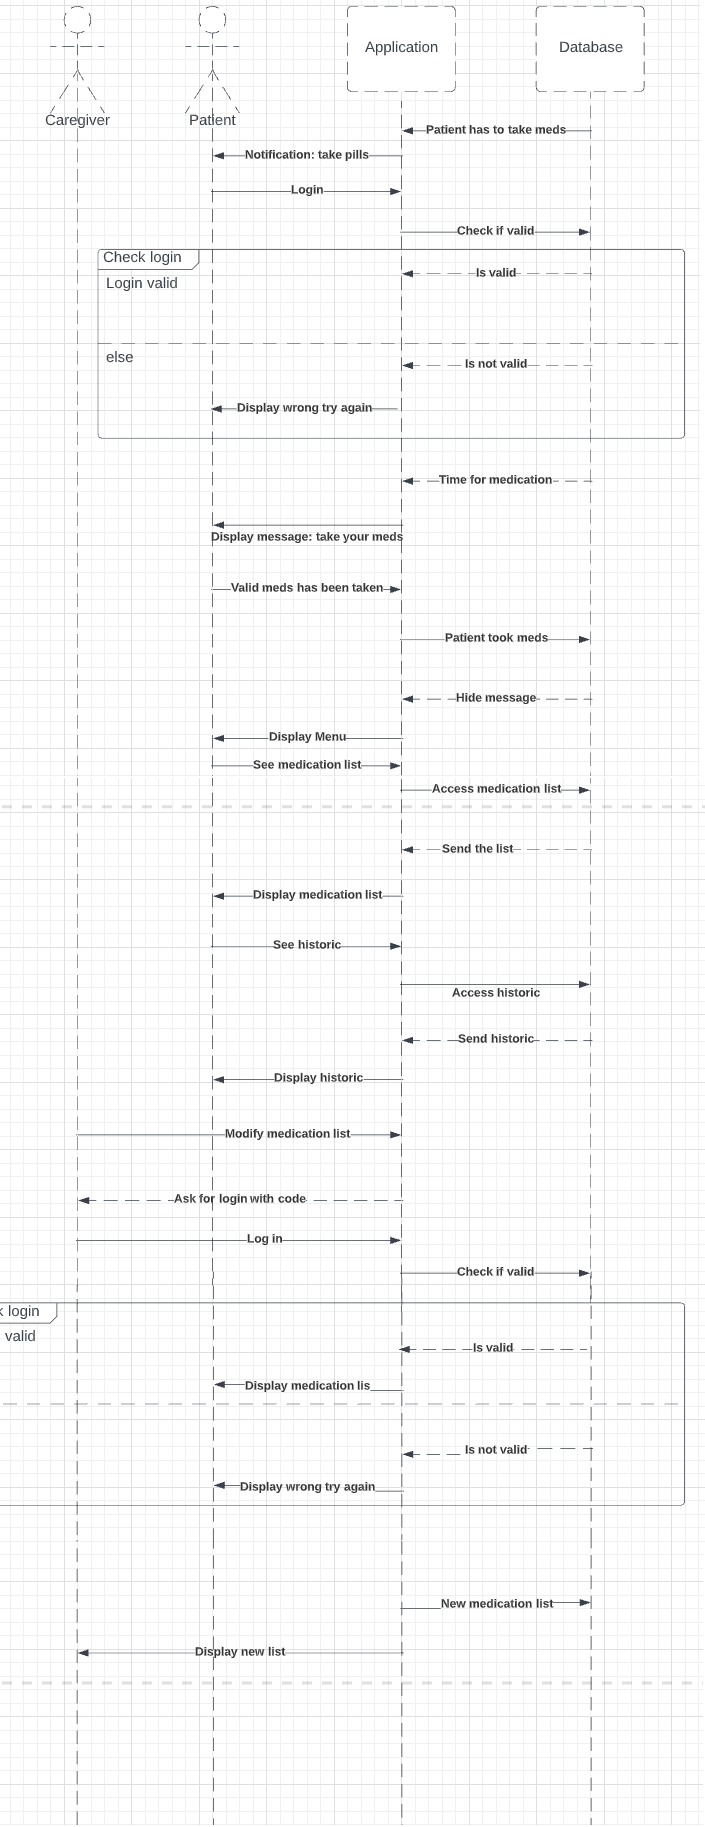 Caregiver
Patient
Application
Database
Patient has to take meds
Notification: take pills
Login
Check if valid
Check login
Login valid
Is valid
else
Is not valid
Display wrong try again
Time for medication
Display message: take your meds
Valid meds has been taken
Patient took meds
Hide message
Display Menu
See medication list
Access medication list
Send the list
Display medication list
See historic
Access historic
Send historic
Display historic
Modify medication list
Ask for login with code
Log in
Check if valid
k login
valid
Is valid
Display medication lis
Is not valid
Display wrong try again
New medication list
Display new list